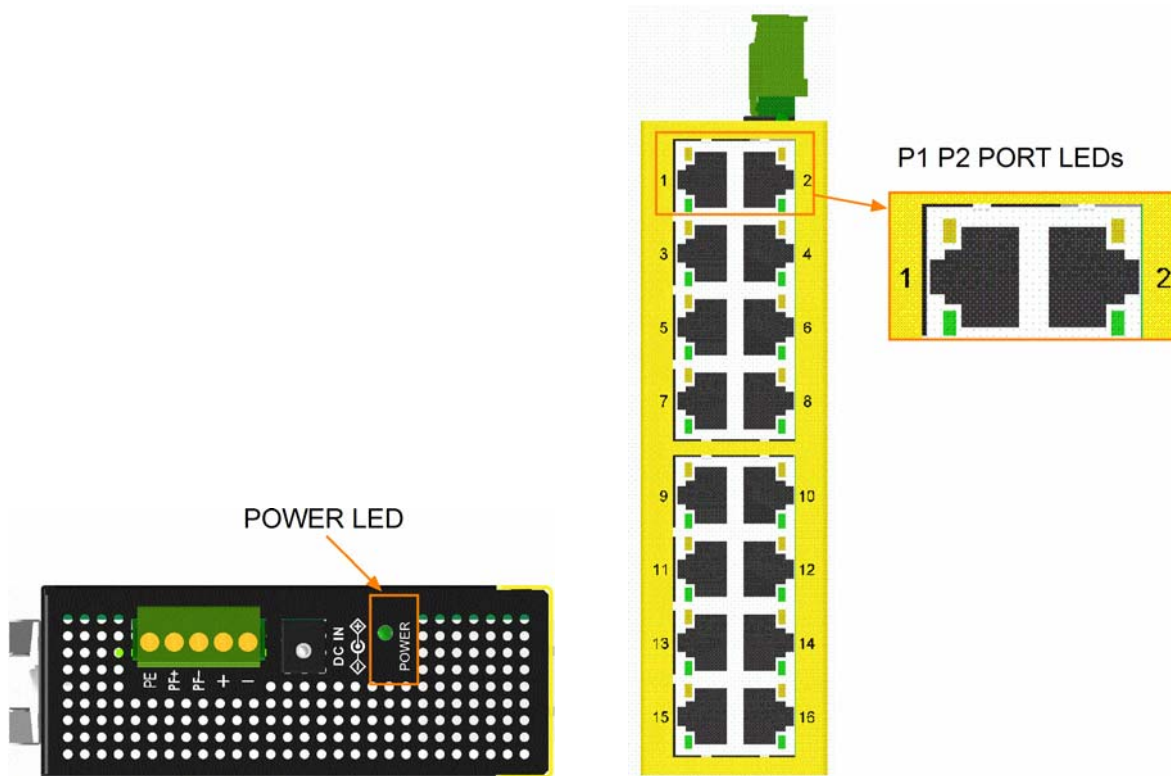 P1 P2 PORT LEDs
1 2
1 2
3 4
5 6
7 8
9 10
11 12
13 14
15 16
POWER LED
PE PF+ PF- + -
DC IN
POWER